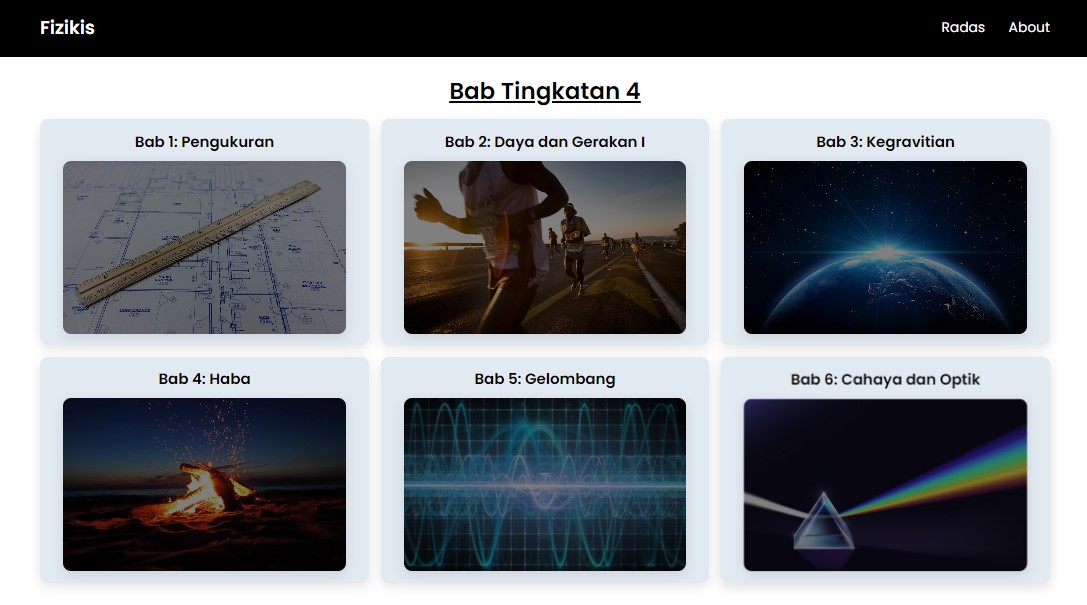 Fizikis
Radas
About
Bab Tingkatan 4
Bab 1: Pengukuran
Bab 2: Daya dan Gerakan I
Bab 3: Kegravitian
Bab 4: Haba
Bab 5: Gelombang
Bab 6: Cahaya dan Optik